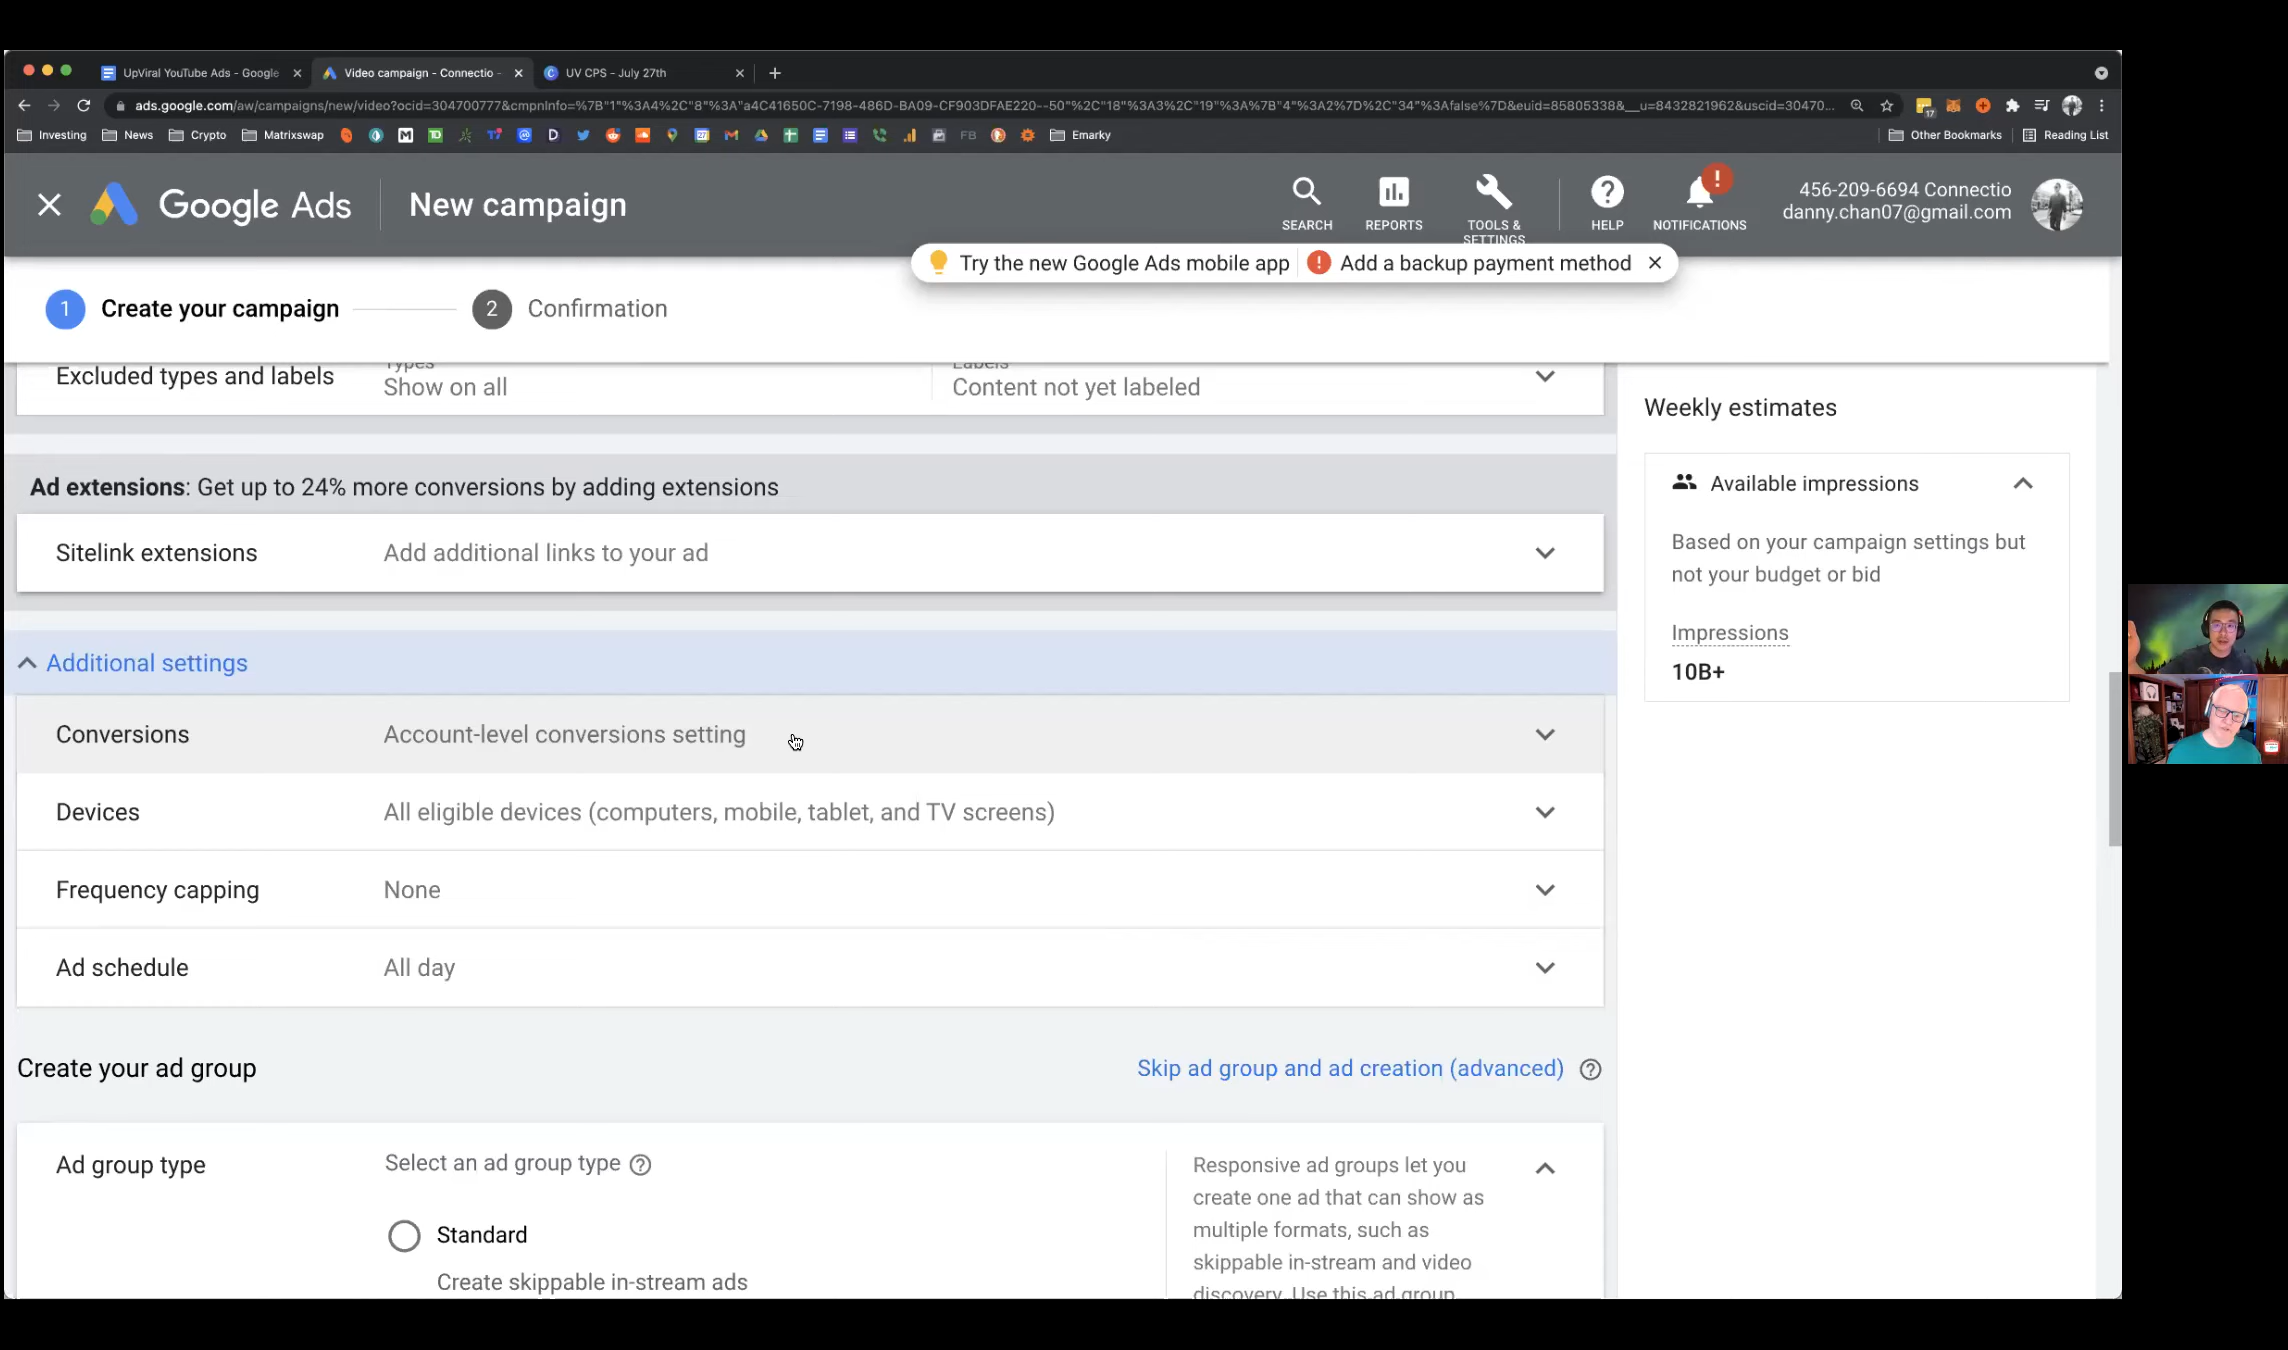 UpViral YouTube Ads - Google
Video campaign - Connectio -
UV CPS - July 27th
ads.google.com/aw/campaigns/new/video?ocid=304700777&cmpnInfo=%7B"1"%3A4%2C"8"%3A"a4C41650C-7198-486D-BA09-CF903DFAE220--50"%2C"18"%3A3%2C"19"%3A%7B"4"%3A2%7D%2C"34"%3Afalse%7D&euid=85805338&__u=8432821962&uscid=30470...
Investing
News
Crypto
Matrixswap
FB
Emarky
Other Bookmarks
Reading List
Google Ads
New campaign
SEARCH
REPORTS
TOOLS &
SETTINGS
HELP
NOTIFICATIONS
456-209-6694 Connectio
danny.chan07@gmail.com
Try the new Google Ads mobile app
Add a backup payment method
1 Create your campaign
2 Confirmation
Excluded types and labels
Types
Show on all
Labels
Content not yet labeled
Weekly estimates
Available impressions
Based on your campaign settings but
not your budget or bid
Impressions
10B+
Ad extensions: Get up to 24% more conversions by adding extensions
Sitelink extensions
Add additional links to your ad
Additional settings
Conversions
Account-level conversions setting
Devices
All eligible devices (computers, mobile, tablet, and TV screens)
Frequency capping
None
Ad schedule
All day
Create your ad group
Skip ad group and ad creation (advanced)
Ad group type
Select an ad group type
Standard
Create skippable in-stream ads
Responsive ad groups let you
create one ad that can show as
multiple formats, such as
skippable in-stream and video
discovery. Use this ad group